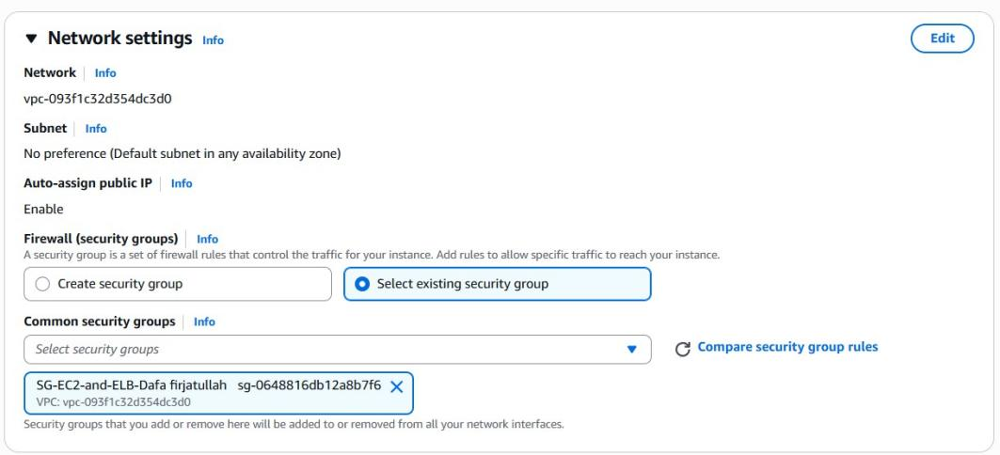 Network settings Info
Edit
Network Info
vpc-093f1c32d354dc3d0
Subnet Info
No preference (Default subnet in any availability zone)
Auto-assign public IP Info
Enable
Firewall (security groups) Info
A security group is a set of firewall rules that control the traffic for your instance. Add rules to allow specific traffic to reach your instance.
Create security group
Select existing security group
Common security groups Info
Select security groups
Compare security group rules
SG-EC2-and-ELB-Dafa firjatullah sg-0648816db12a8b7f6
VPC: vpc-093f1c32d354dc3d0
Security groups that you add or remove here will be added to or removed from all your network interfaces.